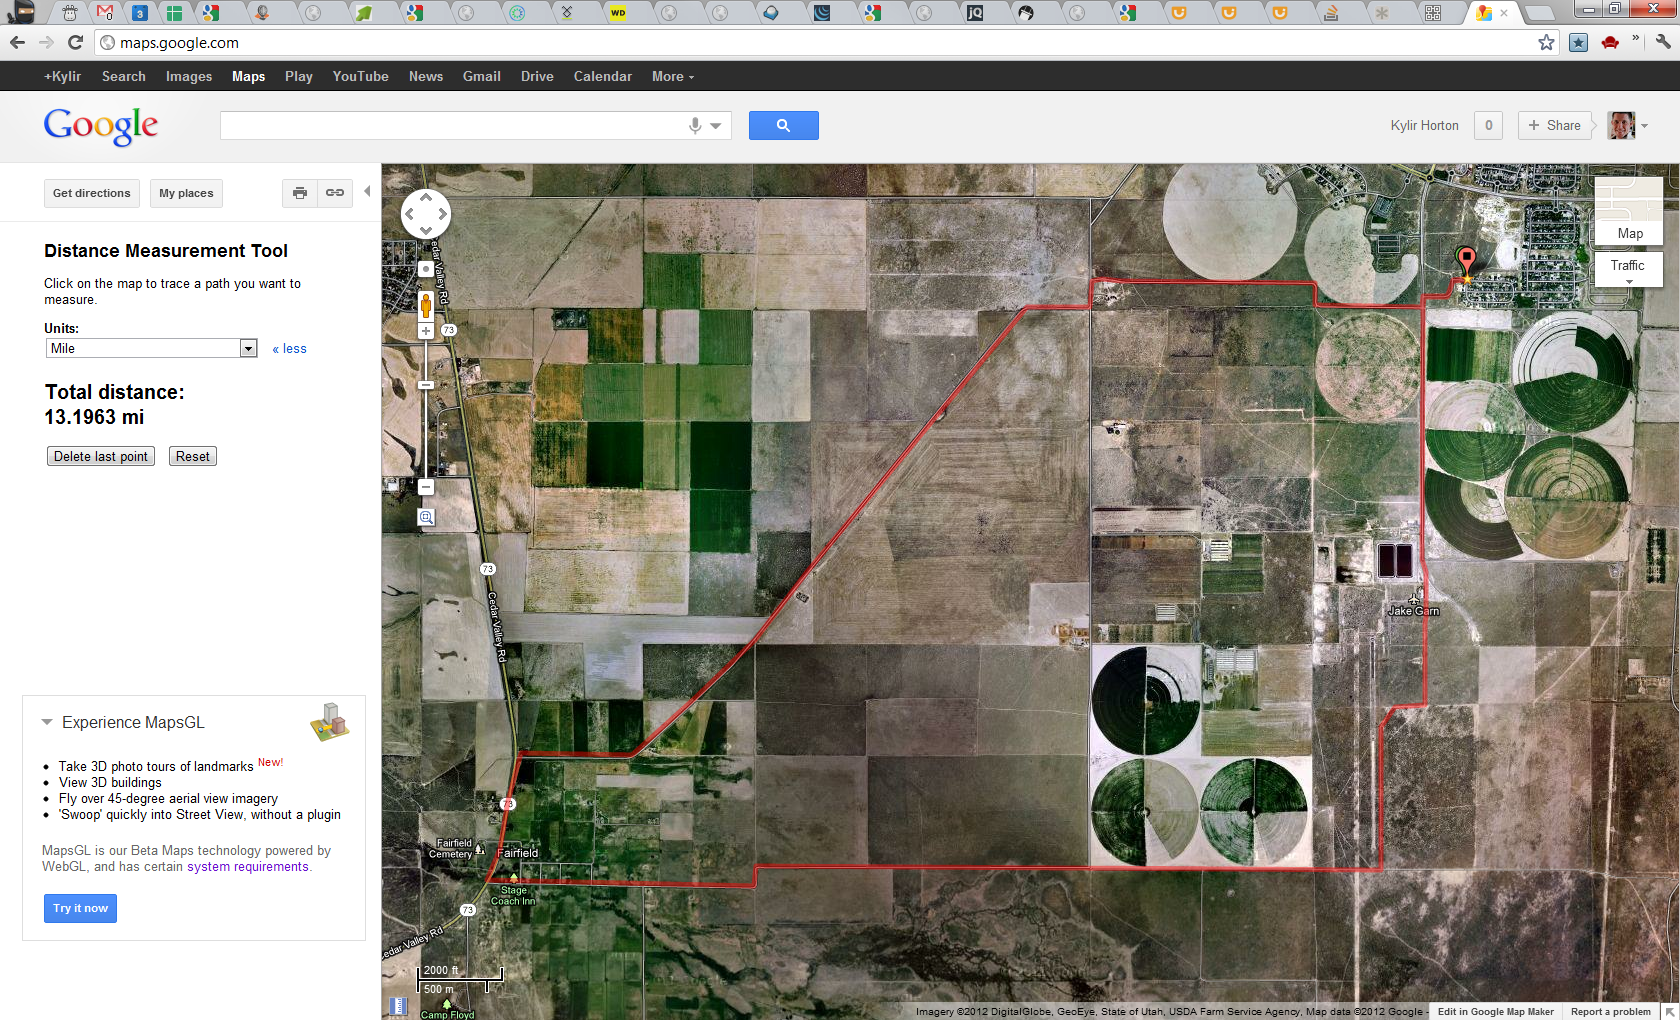 3
WD
jQ
maps.google.com
+Kylir Search Images Maps Play YouTube News Gmail Drive Calendar More
Google
Kylir Horton 0 + Share
Get directions My places
Distance Measurement Tool
Click on the map to trace a path you want to
measure.
Units:
Mile « less
Total distance:
13.1963 mi
Delete last point Reset
Experience MapsGL
Take 3D photo tours of landmarks New!
View 3D buildings
Fly over 45-degree aerial view imagery
'Swoop' quickly into Street View, without a plugin
MapsGL is our Beta Maps technology powered by
WebGL, and has certain system requirements.
Try it now
Map
Traffic
Cedar Valley Rd
73
73
Cedar Valley Rd
Jake Garn
73
Fairfield
Cemetery
Fairfield
Stage
Coach Inn
73
Cedar Valley Rd
2000 ft
500 m
Camp Floyd
Imagery ©2012 DigitalGlobe, GeoEye, State of Utah, USDA Farm Service Agency, Map data ©2012 Google -
Edit in Google Map Maker Report a problem